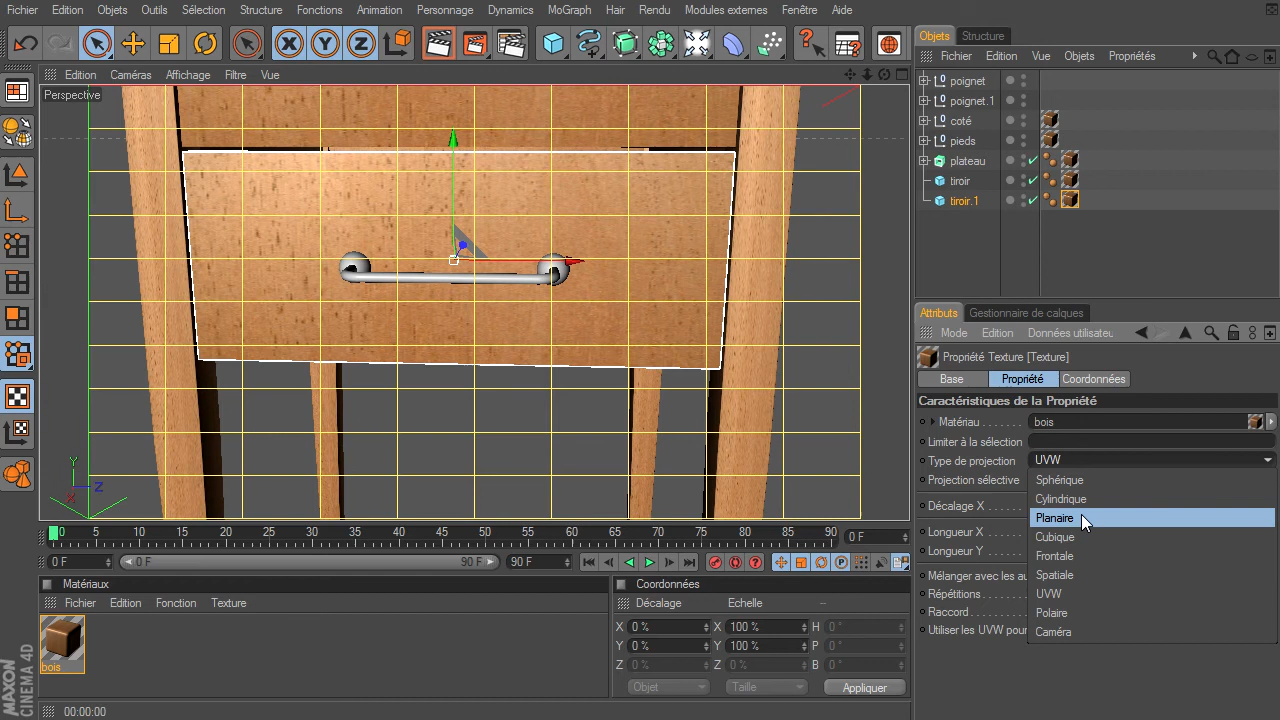 Fichier Edition Objets Outils Sélection Structure Fonctions Animation Personnage Dynamics MoGraph Hair Rendu Modules externes Fenêtre Aide
Edition Caméras Affichage Filtre Vue
Perspective
Y
X
Z
0 5 10 15 20 25 30 35 40 45 50 55 60 65 70 75 80 85 90 0 F
0 F 0 F 90 F 90 F
Matériaux
Fichier Edition Fonction Texture
bois
Coordonnées
Décalage Echelle --
X 0 % X 100 % H 0 °
Y 0 % Y 100 % P 0 °
Z 0 % Z 0 % B 0 °
Objet Taille Appliquer
MAXON
CINEMA 4D
00:00:00
Objets Structure
Fichier Edition Vue Objets Propriétés
poignet
poignet.1
coté
pieds
plateau
tiroir
tiroir.1
Attributs Gestionnaire de calques
Mode Edition Données utilisateu
Propriété Texture [Texture]
Base Propriété Coordonnées
Caractéristiques de la Propriété
Matériau . . . . . . . bois
Limiter à la sélection
Type de projection UVW
Projection sélective
Décalage X
Longueur X
Longueur Y
Mélanger avec les au
Répétitions
Raccord
Utiliser les UVW pour
Sphérique
Cylindrique
Planaire
Cubique
Frontale
Spatiale
UVW
Polaire
Caméra